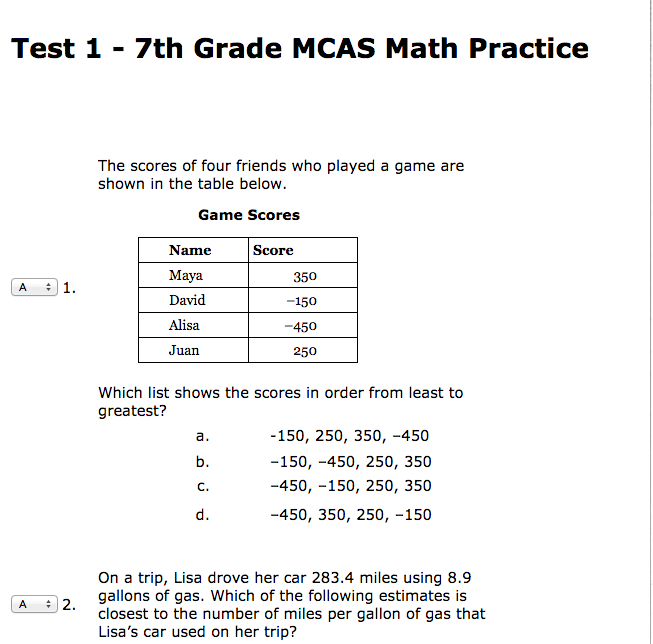 Test 1 - 7th Grade MCAS Math Practice
The scores of four friends who played a game are
shown in the table below.
Game Scores
Name Score
Maya 350
David −150
Alisa −450
Juan 250
A 1.
Which list shows the scores in order from least to
greatest?
a. -150, 250, 350, −450
b. −150, −450, 250, 350
c. −450, −150, 250, 350
d. −450, 350, 250, −150
On a trip, Lisa drove her car 283.4 miles using 8.9
A 2. gallons of gas. Which of the following estimates is
closest to the number of miles per gallon of gas that
Lisa’s car used on her trip?